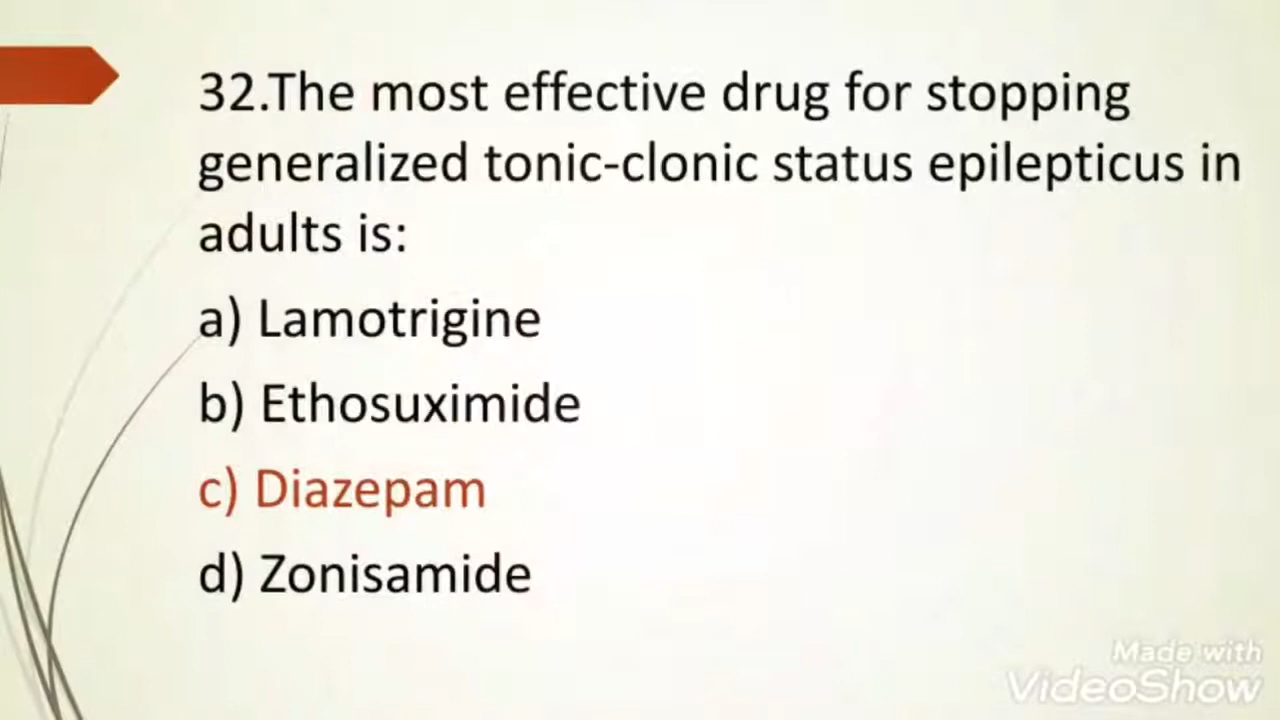 32.The most effective drug for stopping
generalized tonic-clonic status epilepticus in
adults is:
a) Lamotrigine
b) Ethosuximide
c) Diazepam
d) Zonisamide
Made with
VideoShow